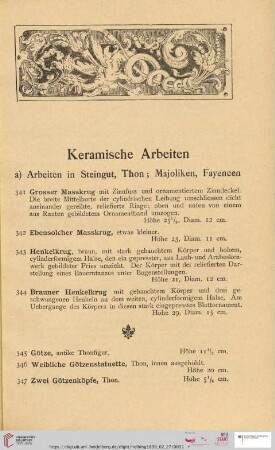 Keramische Arbeiten
a) Arbeiten in Steingut, Thon; Majoliken, Fayencen
341 Grosser Masskrug mit Zinnfuss und ornamentiertem Zinndeckel.
Die breite Mittelborte der cylindrischen Leibung umschliessen dicht
aneinander gereihte, reliefierte Ringe; oben und unten von einem
aus Rauten gebildetem Ornamentband umzogen.
Höhe 23¹/₂, Diam. 12 cm.
342 Ebensolcher Masskrug, etwas kleiner.
Höhe 23, Diam. 11 cm.
343 Henkelkrug, braun, mit stark gebauchtem Körper und hohem,
cylinderförmigem Halse, den ein gepresster, aus Laub- und Arabesken-
werk gebildeter Fries umzieht. Der Körper mit der reliefierten Dar-
stellung eines Bauerntanzes unter Bogenstellungen.
Höhe 21, Diam. 12 cm.
344 Brauner Henkelkrug mit gebauchtem Körper und drei ge-
schwungenen Henkeln an dem weiten, cylinderförmigem Halse. Am
Uebergange des Körpers in diesen stark eingepresstes Blattornament.
Höhe 29, Diam. 15 cm.
345 Götze, antike Thonfigur. Höhe 11¹/₂ cm.
346 Weibliche Götzenstatuette, Thon, innen ausgehöhlt.
Höhe 20 cm.
347 Zwei Götzenköpfe, Thon. Höhe 5¹/₂ cm.